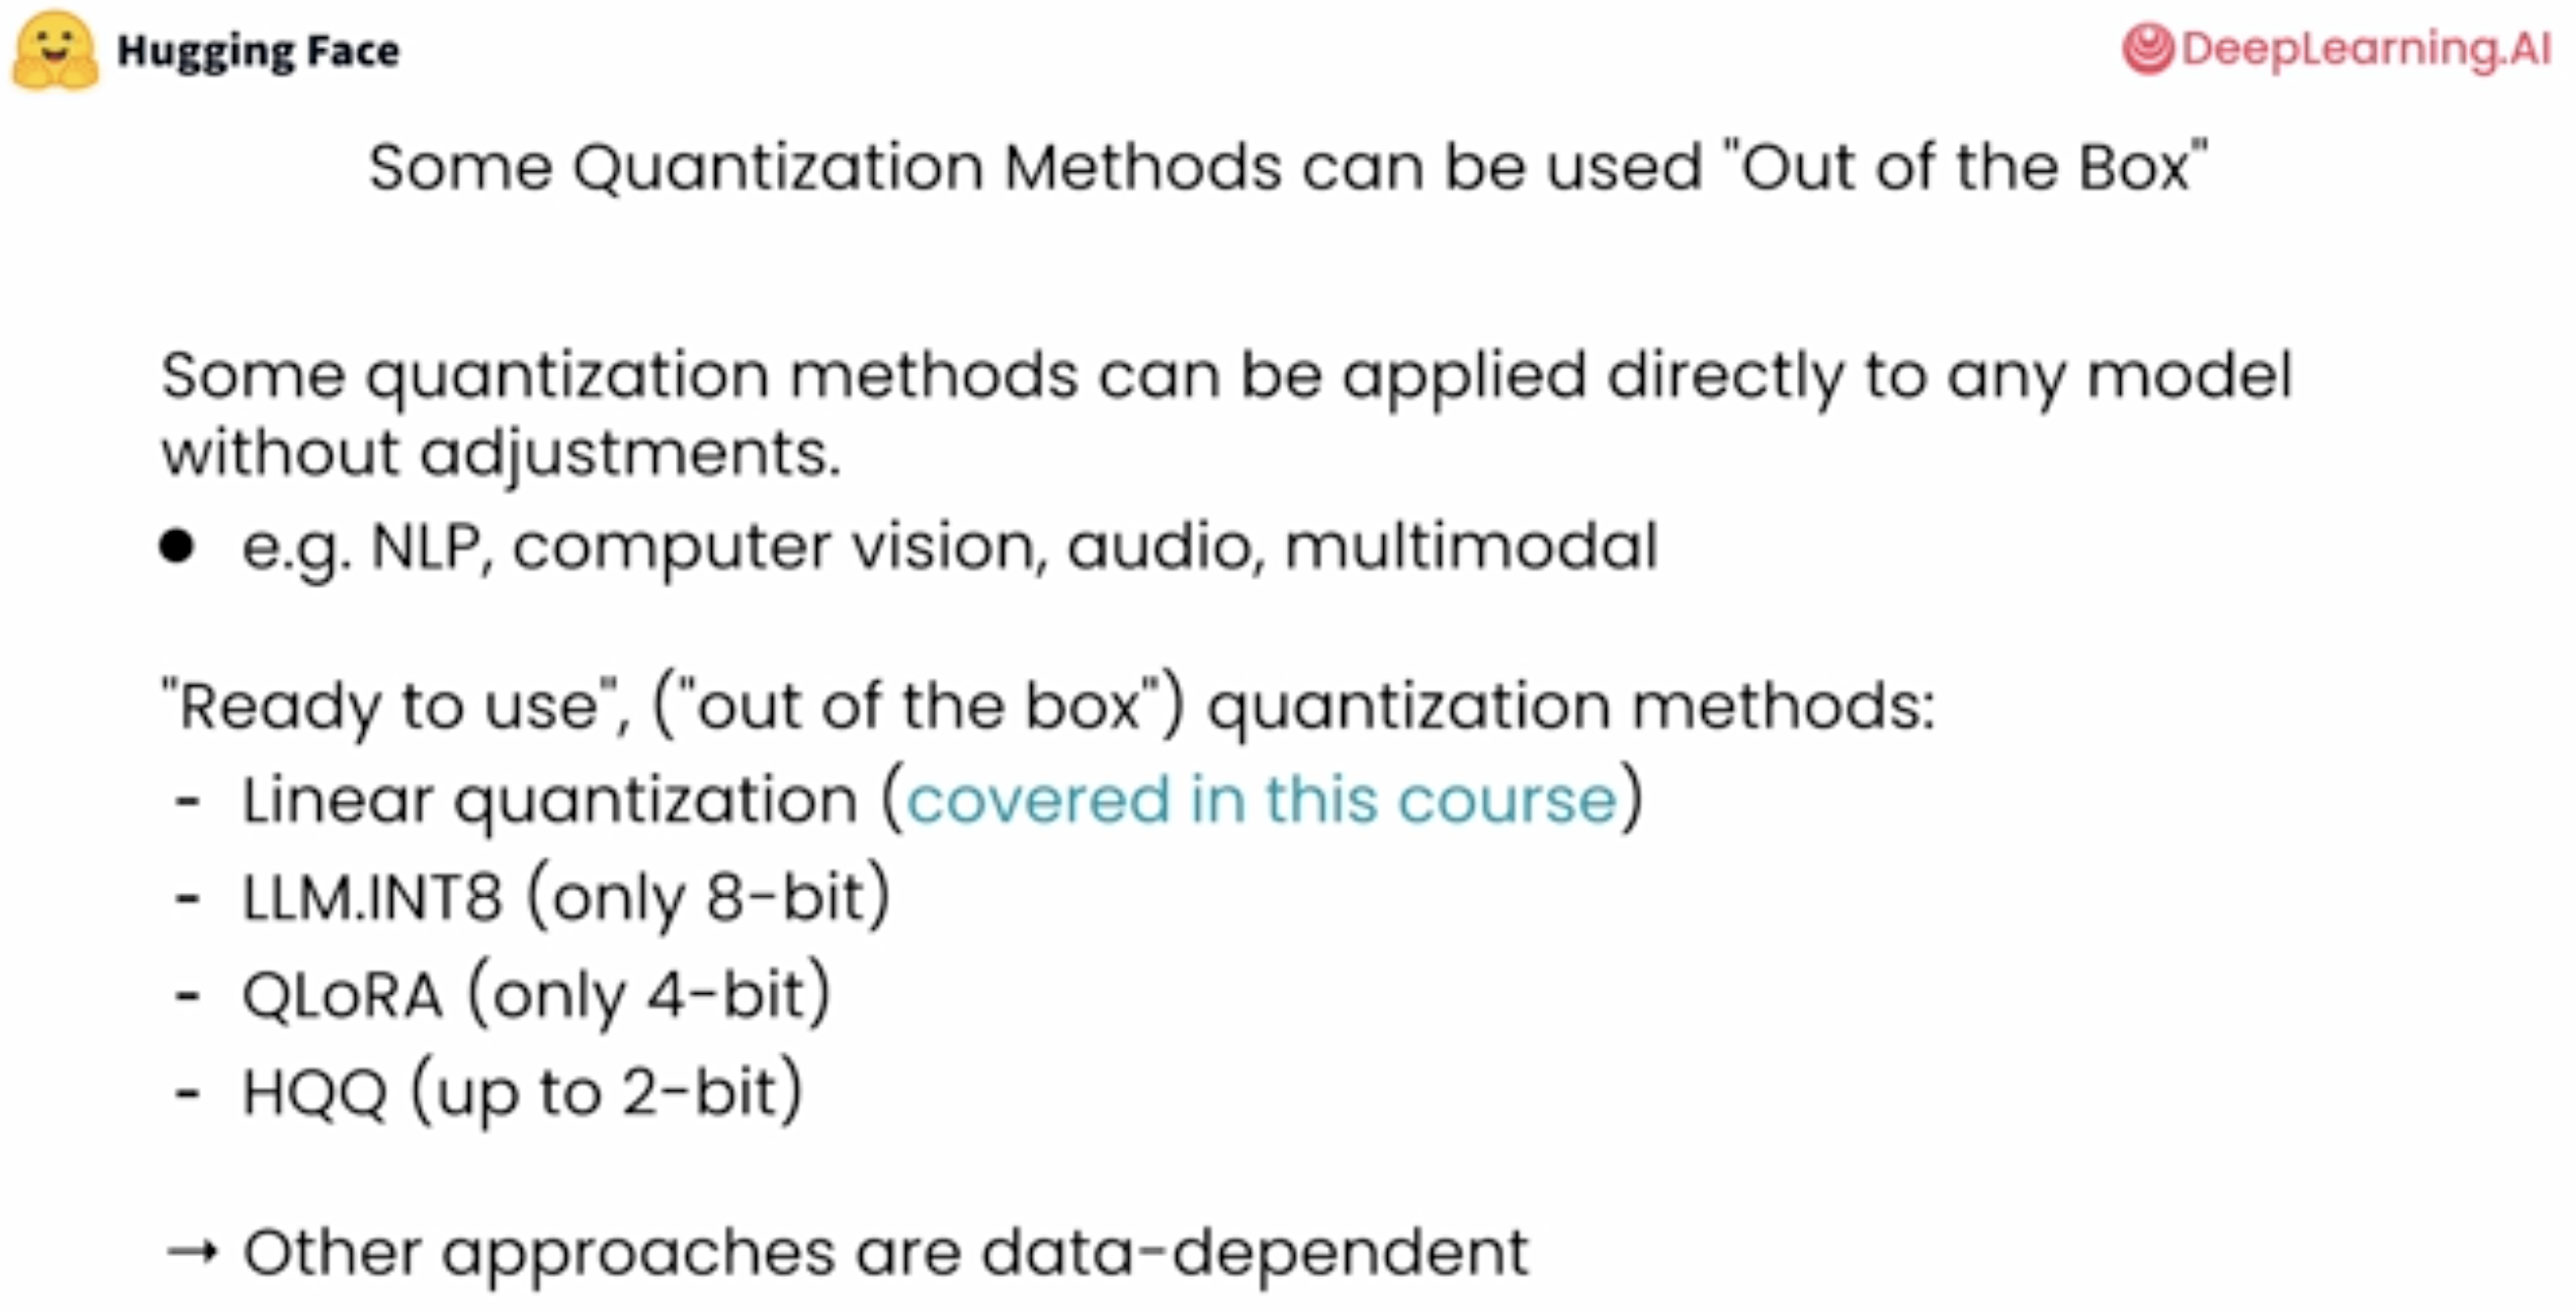 Hugging Face
DeepLearning.AI
Some Quantization Methods can be used "Out of the Box"
Some quantization methods can be applied directly to any model
without adjustments.
● e.g. NLP, computer vision, audio, multimodal
"Ready to use", ("out of the box") quantization methods:
- Linear quantization (covered in this course)
- LLM.INT8 (only 8-bit)
- QLoRA (only 4-bit)
- HQQ (up to 2-bit)
→ Other approaches are data-dependent